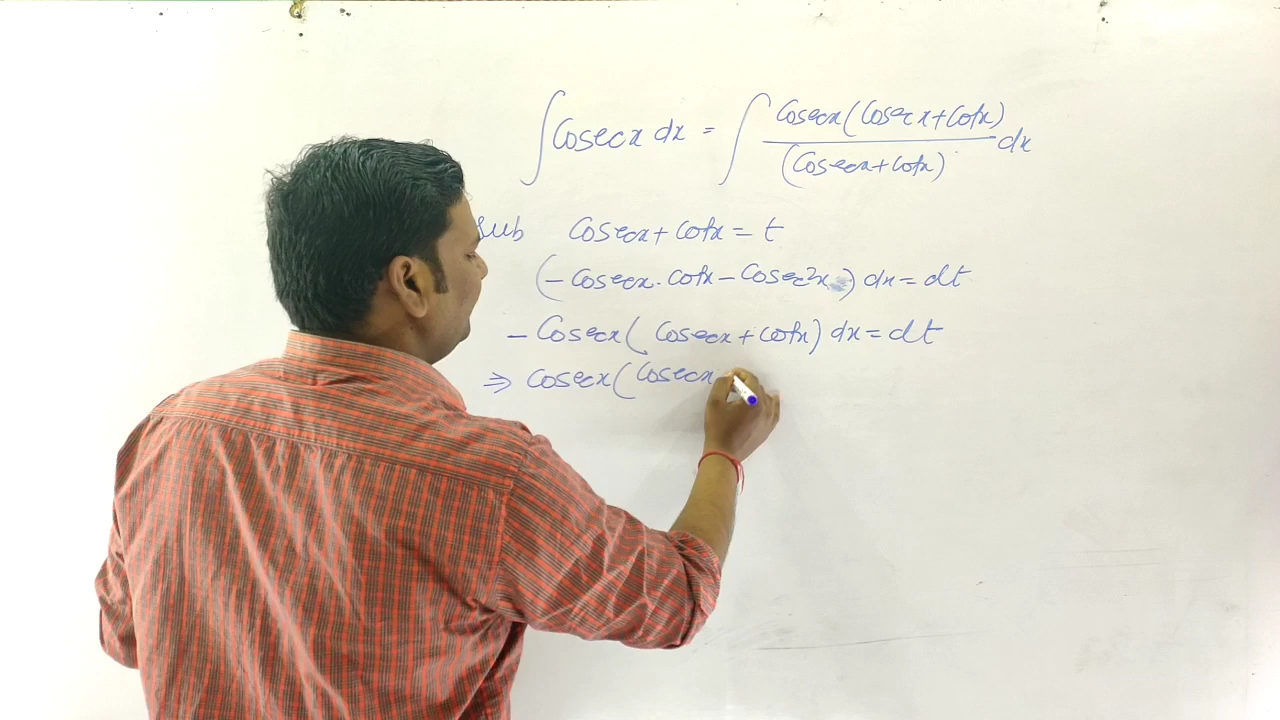 ∫ Cosecx dx = ∫ Cosecx(Cosec x + Cotx) / (Cosecx + Cotx) dx
Sub Cosecx + Cotx = t
(- Cosecx . Cotx - Cosec²x) dx = dt
- Cosecx ( Cosecx + Cotx) dx = dt
⇒ Cosecx (Cosecx